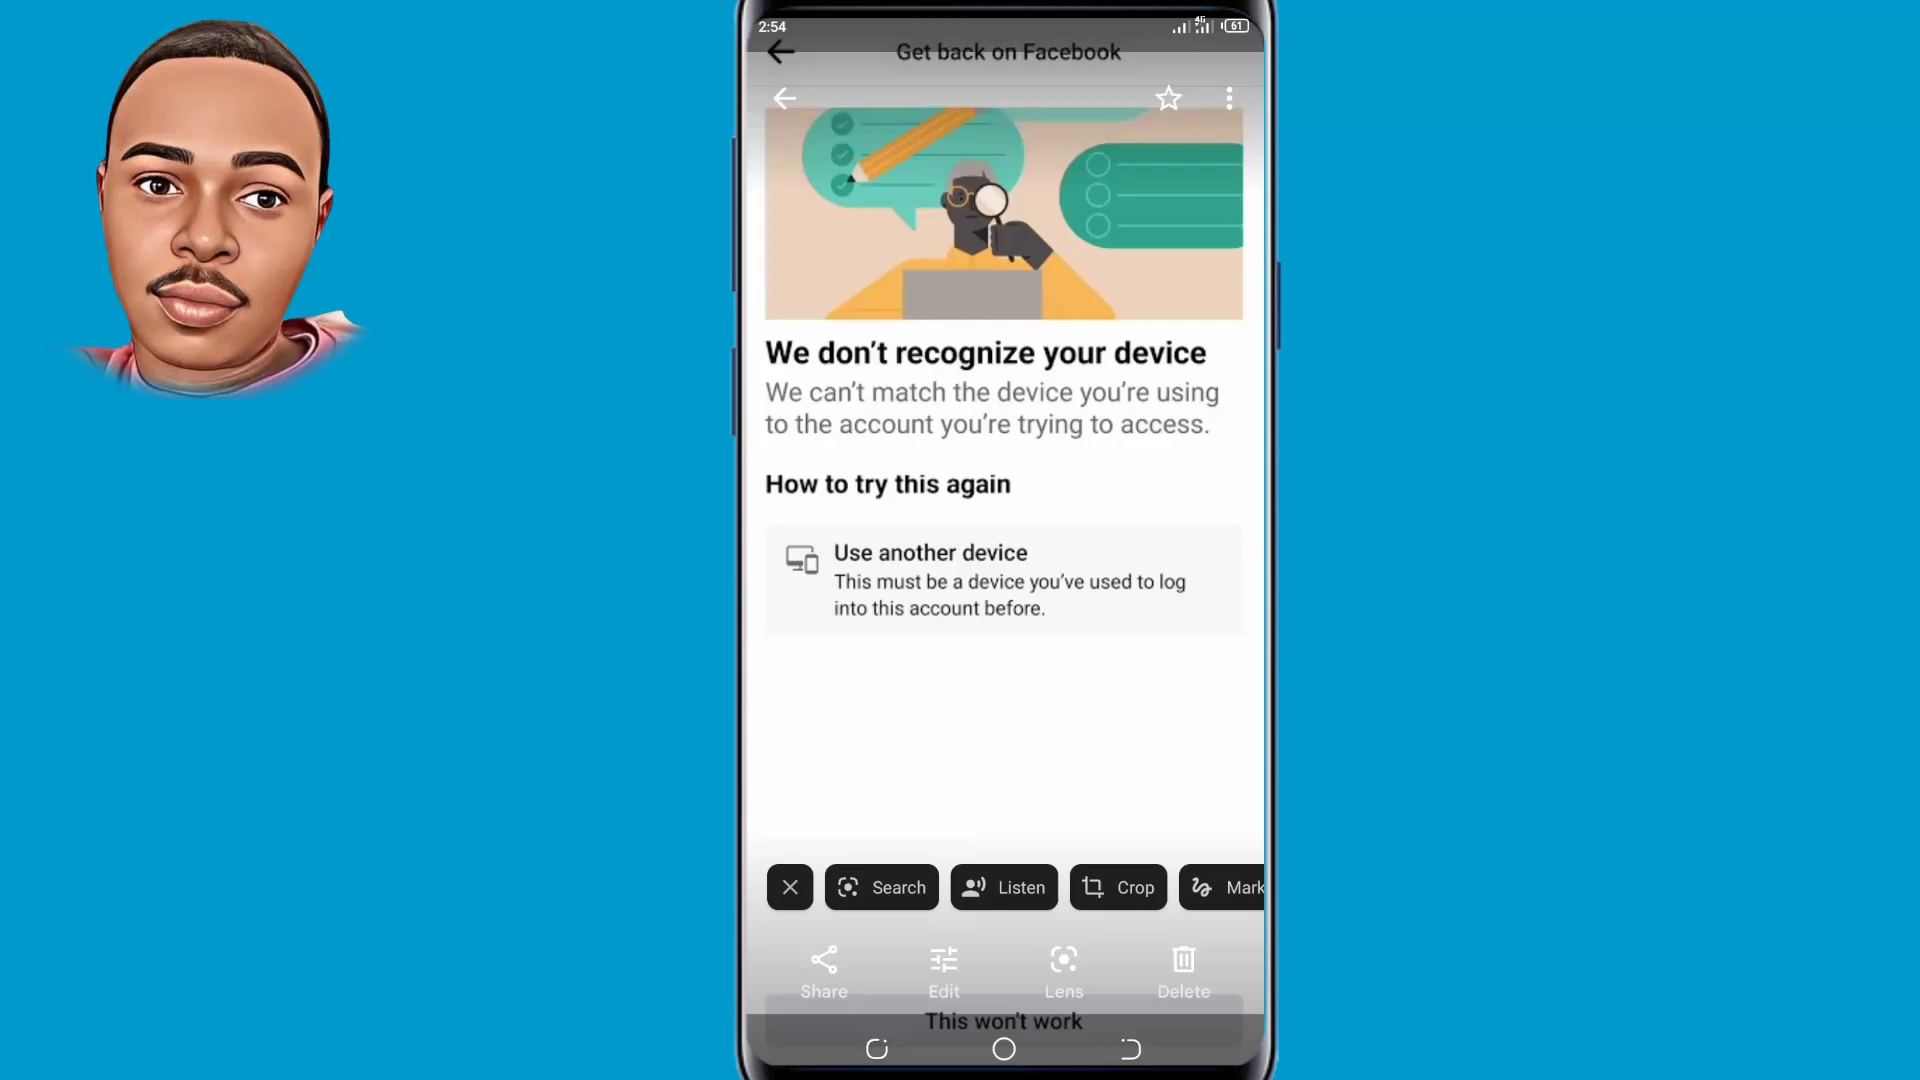 2:54
4G
61
Get back on Facebook
We don't recognize your device
We can't match the device you're using
to the account you're trying to access.
How to try this again
Use another device
This must be a device you've used to log
into this account before.
Search
Listen
Crop
Mark
Share
Edit
Lens
Delete
This won't work